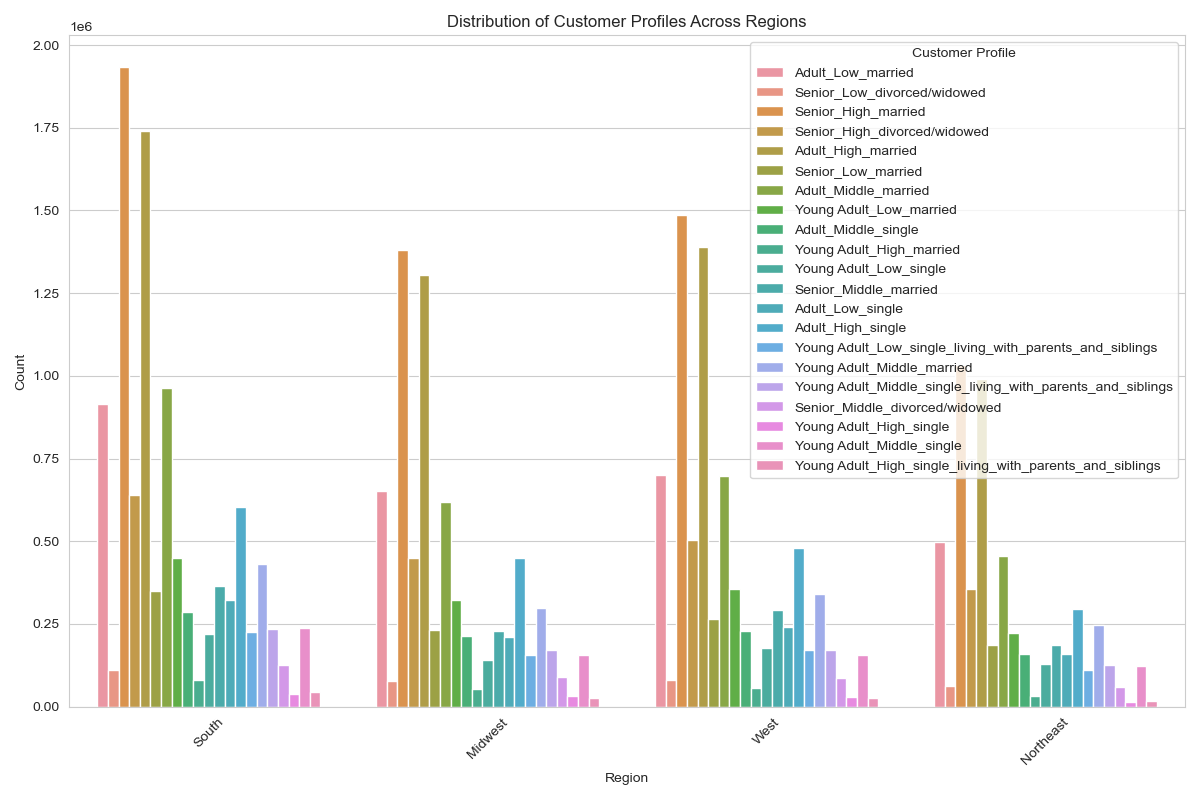 Distribution of Customer Profiles Across Regions
1e6
2.00
1.75
1.50
1.25
1.00
0.75
0.50
0.25
0.00
Count
Customer Profile
Adult_Low_married
Senior_Low_divorced/widowed
Senior_High_married
Senior_High_divorced/widowed
Adult_High_married
Senior_Low_married
Adult_Middle_married
Young Adult_Low_married
Adult_Middle_single
Young Adult_High_married
Young Adult_Low_single
Senior_Middle_married
Adult_Low_single
Adult_High_single
Young Adult_Low_single_living_with_parents_and_siblings
Young Adult_Middle_married
Young Adult_Middle_single_living_with_parents_and_siblings
Senior_Middle_divorced/widowed
Young Adult_High_single
Young Adult_Middle_single
Young Adult_High_single_living_with_parents_and_siblings
South
Midwest
West
Northeast
Region